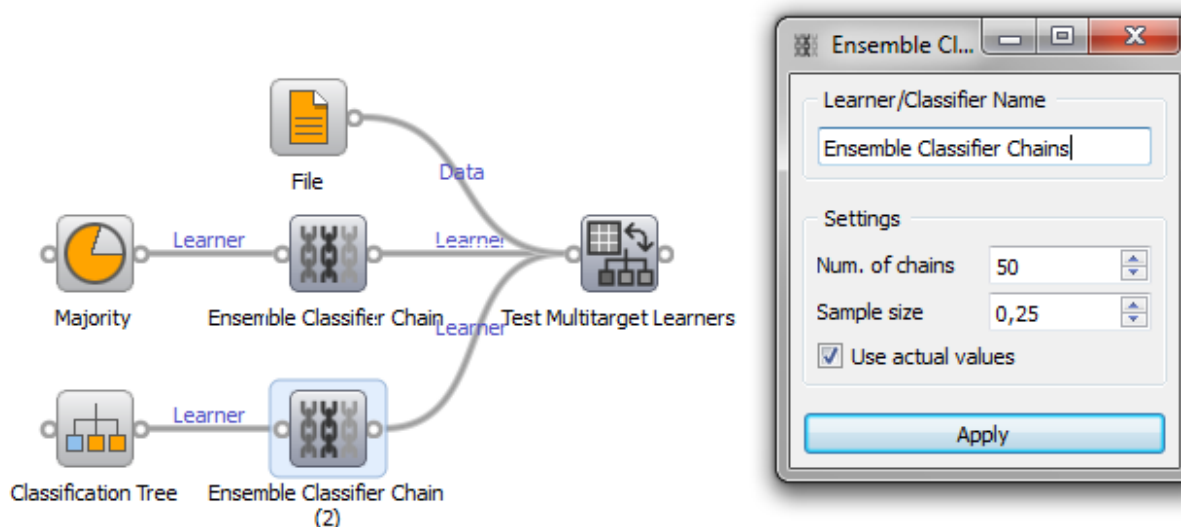 Ensemble Cl...
Learner/Classifier Name
Ensemble Classifier Chains
Settings
Num. of chains 50
Sample size 0,25
Use actual values
Apply
File
Data
Learner
Learner
Majority
Ensemble Classifier Chain
Learner
Test Multitarget Learners
Learner
Classification Tree
Ensemble Classifier Chain
(2)